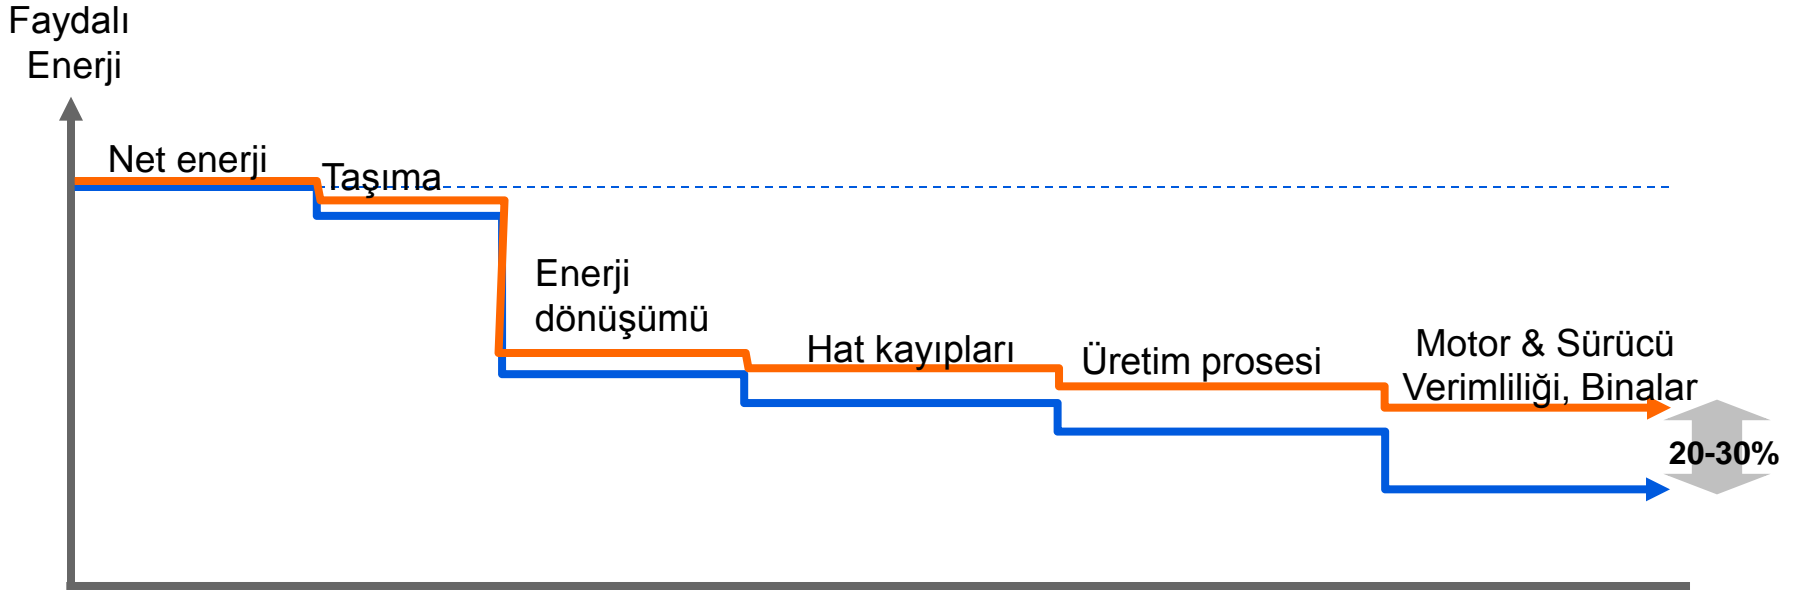 Faydalı
Enerji
Net enerji
Taşıma
Enerji
dönüşümü
Hat kayıpları
Üretim prosesi
Motor & Sürücü
Verimliliği, Binalar
20-30%